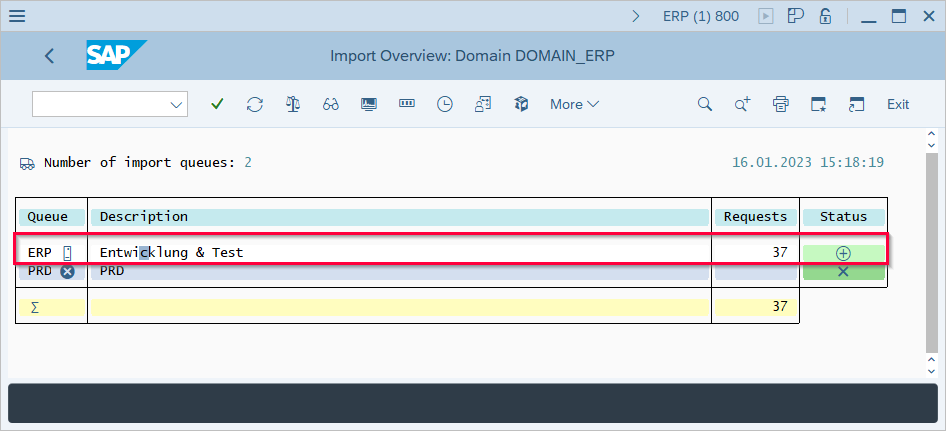 ERP (1) 800
SAP
Import Overview: Domain DOMAIN_ERP
More
Exit
Number of import queues: 2
16.01.2023 15:18:19
Queue Description Requests Status
ERP Entwicklung & Test 37
PRD PRD
Σ 37